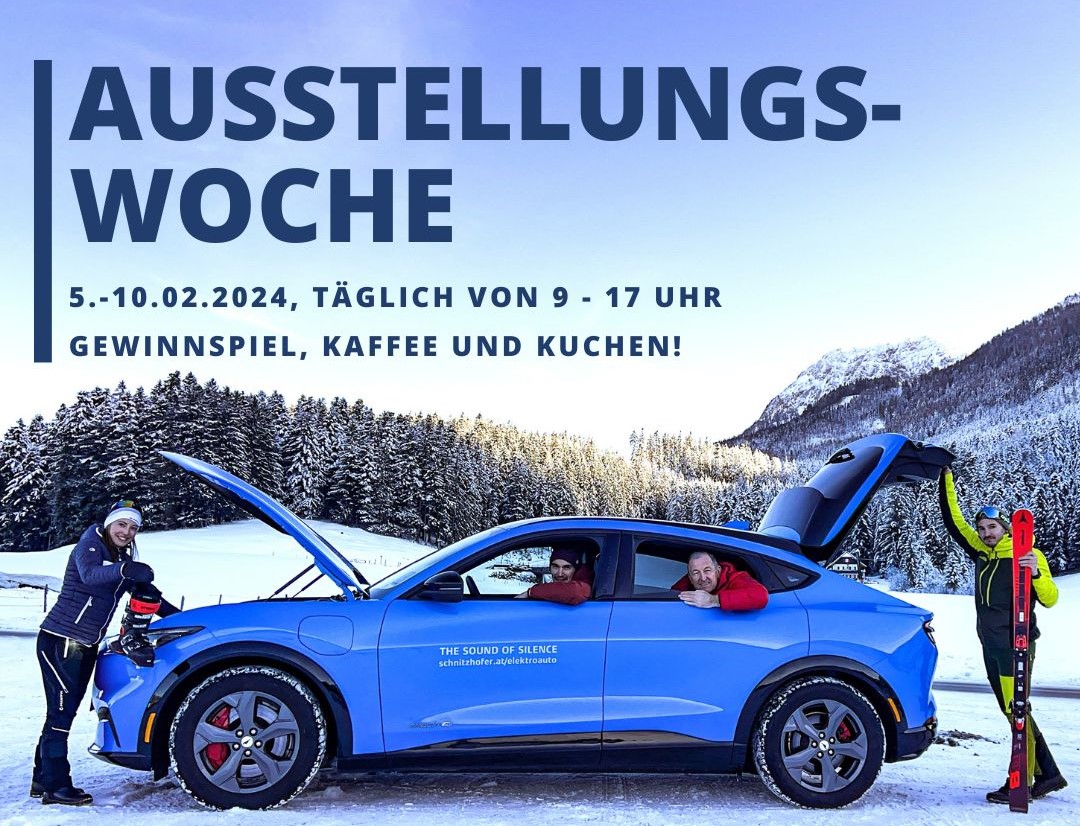 AUSSTELLUNGS-
WOCHE
5.-10.02.2024, TÄGLICH VON 9 - 17 UHR
GEWINNSPIEL, KAFFEE UND KUCHEN!
THE SOUND OF SILENCE
schnitzhofer.at/elektroauto